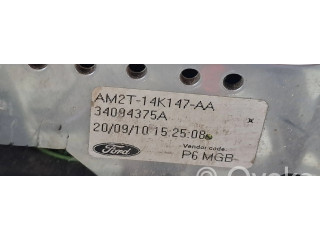 AM2T-14K147-AA
34094375A
20/09/10 15:25:08
Ford
Vendor code
P6 MGB
Ovoko